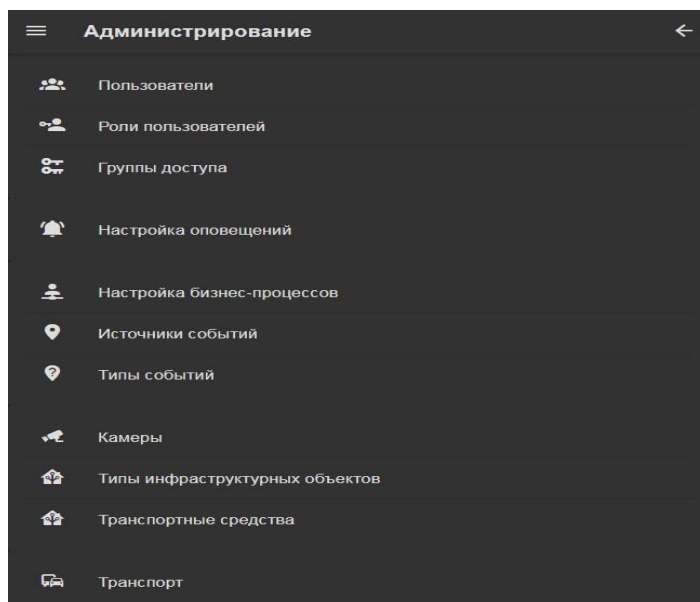 Администрирование
Пользователи
Роли пользователей
Группы доступа
Настройка оповещений
Настройка бизнес-процессов
Источники событий
Типы событий
Камеры
Типы инфраструктурных объектов
Транспортные средства
Транспорт